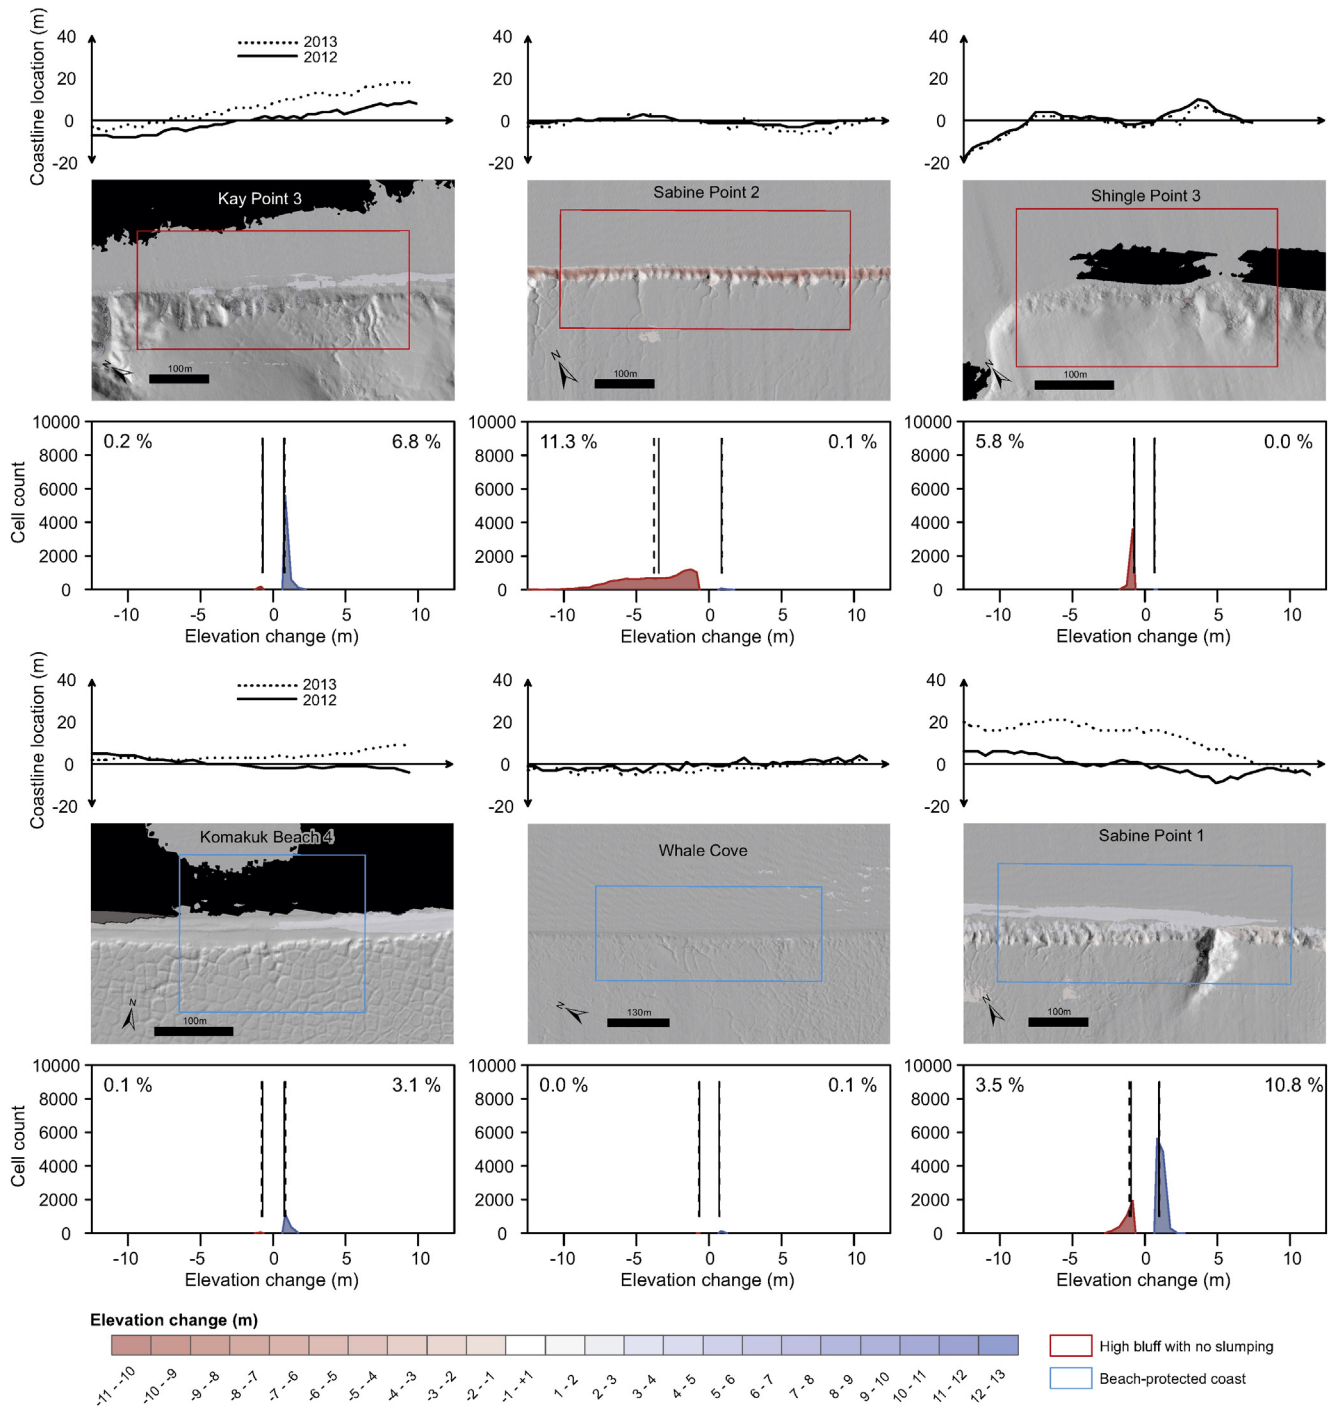 Coastline location (m)
40
20
0
-20
2013
2012
40
20
0
-20
40
20
0
-20
Kay Point 3
N
100m
Sabine Point 2
N
100m
Shingle Point 3
N
100m
Cell count
10000
8000
6000
4000
2000
0
0.2 %
6.8 %
-10 -5 0 5 10
Elevation change (m)
10000
8000
6000
4000
2000
0
11.3 %
0.1 %
-10 -5 0 5 10
Elevation change (m)
10000
8000
6000
4000
2000
0
5.8 %
0.0 %
-10 -5 0 5 10
Elevation change (m)
Coastline location (m)
40
20
0
-20
2013
2012
40
20
0
-20
40
20
0
-20
Komakuk Beach 4
N
100m
Whale Cove
N
130m
Sabine Point 1
N
100m
Cell count
10000
8000
6000
4000
2000
0
0.1 %
3.1 %
-10 -5 0 5 10
Elevation change (m)
10000
8000
6000
4000
2000
0
0.0 %
0.1 %
-10 -5 0 5 10
Elevation change (m)
10000
8000
6000
4000
2000
0
3.5 %
10.8 %
-10 -5 0 5 10
Elevation change (m)
Elevation change (m)
-11 - -10
-10 - -9
-9 - -8
-8 - -7
-7 - -6
-6 - -5
-5 - -4
-4 - -3
-3 - -2
-2 - -1
-1 - +1
1 - 2
2 - 3
3 - 4
4 - 5
5 - 6
6 - 7
7 - 8
8 - 9
9 - 10
10 - 11
11 - 12
12 - 13
High bluff with no slumping
Beach-protected coast